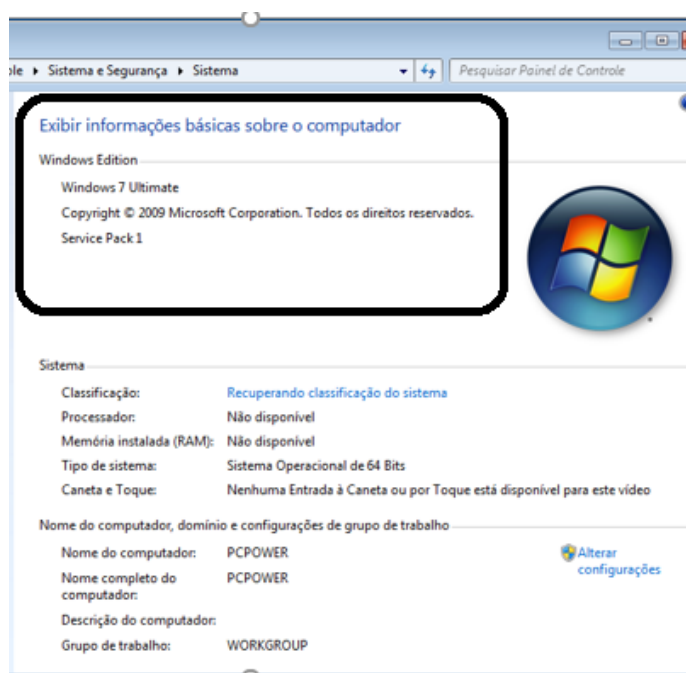 ole ▸ Sistema e Segurança ▸ Sistema
Pesquisar Painel de Controle
Exibir informações básicas sobre o computador
Windows Edition
Windows 7 Ultimate
Copyright © 2009 Microsoft Corporation. Todos os direitos reservados.
Service Pack 1
Sistema
Classificação: Recuperando classificação do sistema
Processador: Não disponível
Memória instalada (RAM): Não disponível
Tipo de sistema: Sistema Operacional de 64 Bits
Caneta e Toque: Nenhuma Entrada à Caneta ou por Toque está disponível para este vídeo
Nome do computador, domínio e configurações de grupo de trabalho
Nome do computador: PCPOWER
Alterar
configurações
Nome completo do
computador: PCPOWER
Descrição do computador:
Grupo de trabalho: WORKGROUP